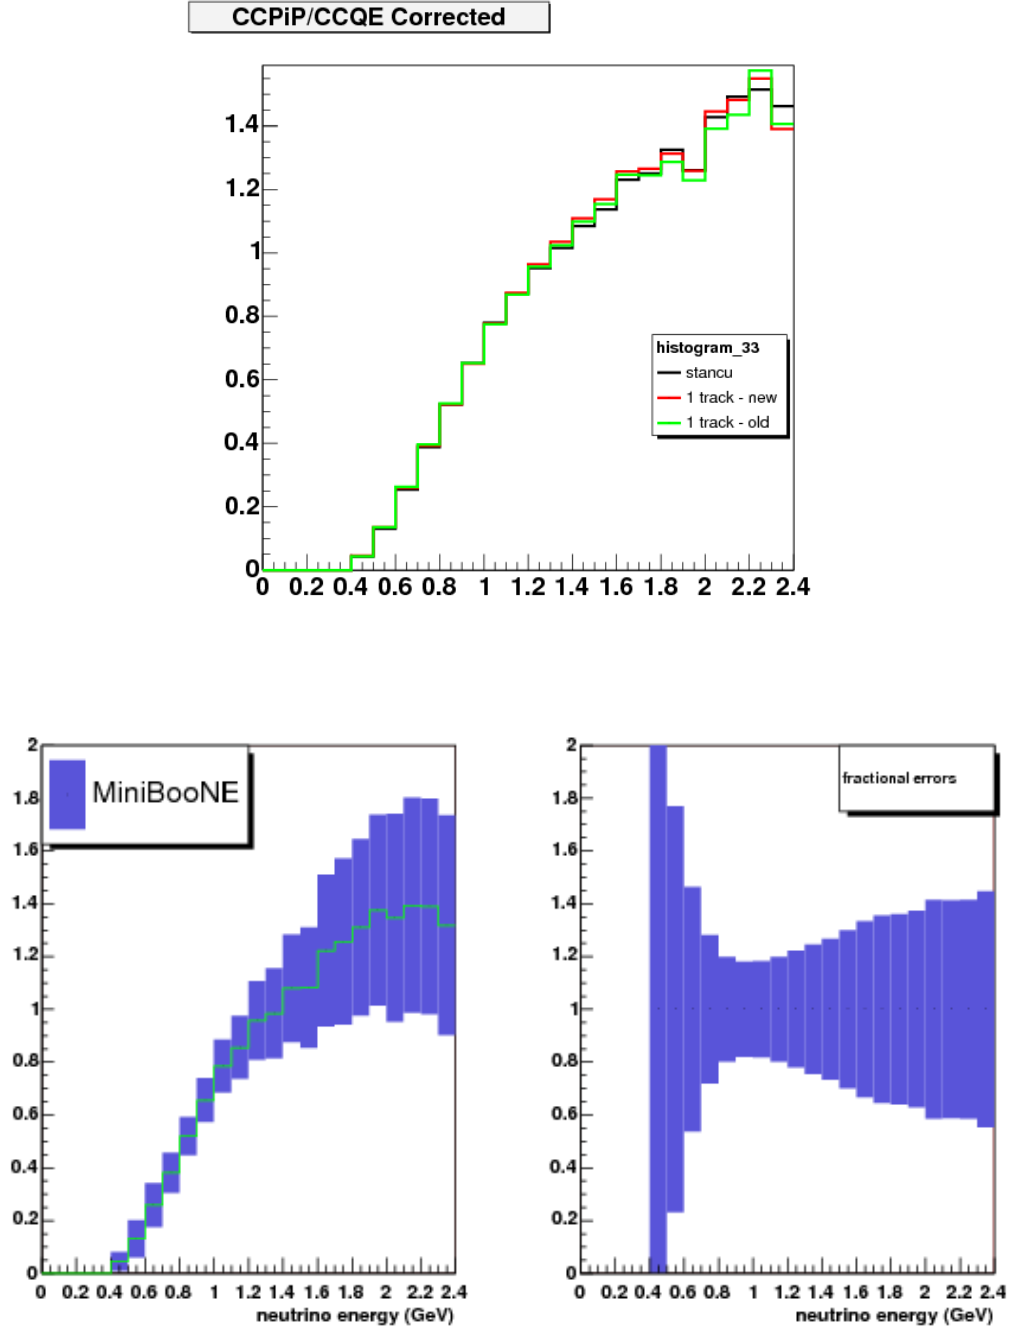 CCPiP/CCQE Corrected
1.4
1.2
1
0.8
0.6
0.4
0.2
0
histogram_33
stancu
1 track - new
1 track - old
0 0.2 0.4 0.6 0.8 1 1.2 1.4 1.6 1.8 2 2.2 2.4
2
1.8
1.6
1.4
1.2
1
0.8
0.6
0.4
0.2
0
MiniBooNE
0 0.2 0.4 0.6 0.8 1 1.2 1.4 1.6 1.8 2 2.2 2.4
neutrino energy (GeV)
2
1.8
1.6
1.4
1.2
1
0.8
0.6
0.4
0.2
0
fractional errors
0 0.2 0.4 0.6 0.8 1 1.2 1.4 1.6 1.8 2 2.2 2.4
neutrino energy (GeV)